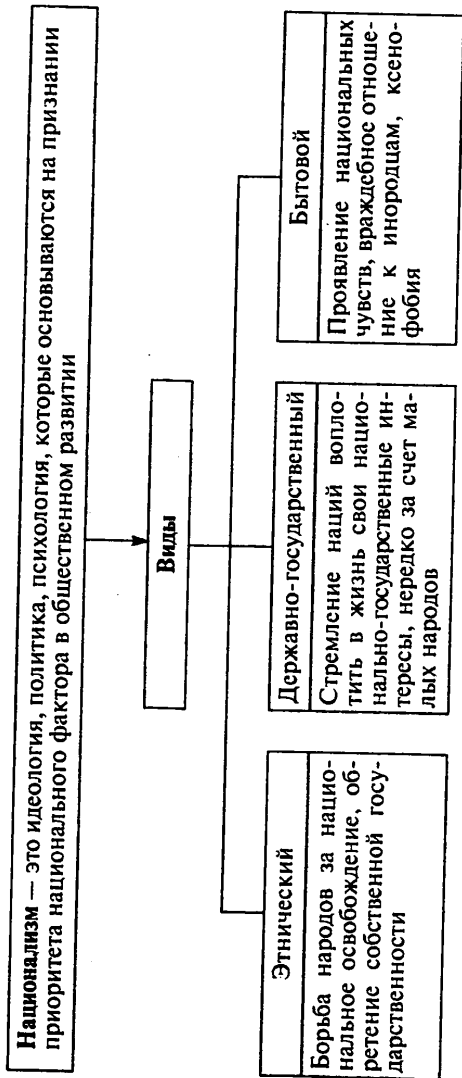 Национализм — это идеология, политика, психология, которые основываются на признании
приоритета национального фактора в общественном развитии
Виды
Этнический
Борьба народов за нацио-
нальное освобождение, об-
ретение собственной госу-
дарственности
Державно-государственный
Стремление наций вопло-
тить в жизнь свои нацио-
нально-государственные ин-
тересы, нередко за счет ма-
лых народов
Бытовой
Проявление национальных
чувств, враждебное отноше-
ние к инородцам, ксено-
фобия